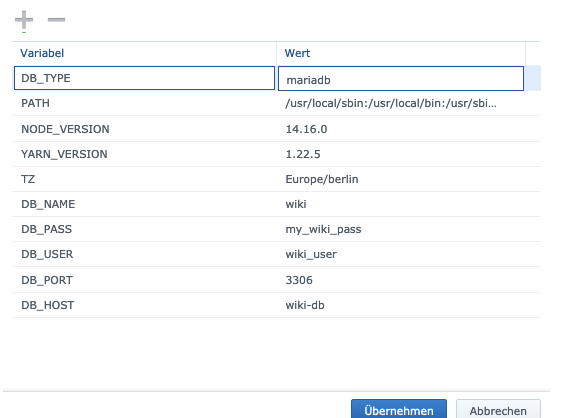 Variabel Wert
DB_TYPE mariadb
PATH /usr/local/sbin:/usr/local/bin:/usr/sbi...
NODE_VERSION 14.16.0
YARN_VERSION 1.22.5
TZ Europe/berlin
DB_NAME wiki
DB_PASS my_wiki_pass
DB_USER wiki_user
DB_PORT 3306
DB_HOST wiki-db
Übernehmen Abbrechen